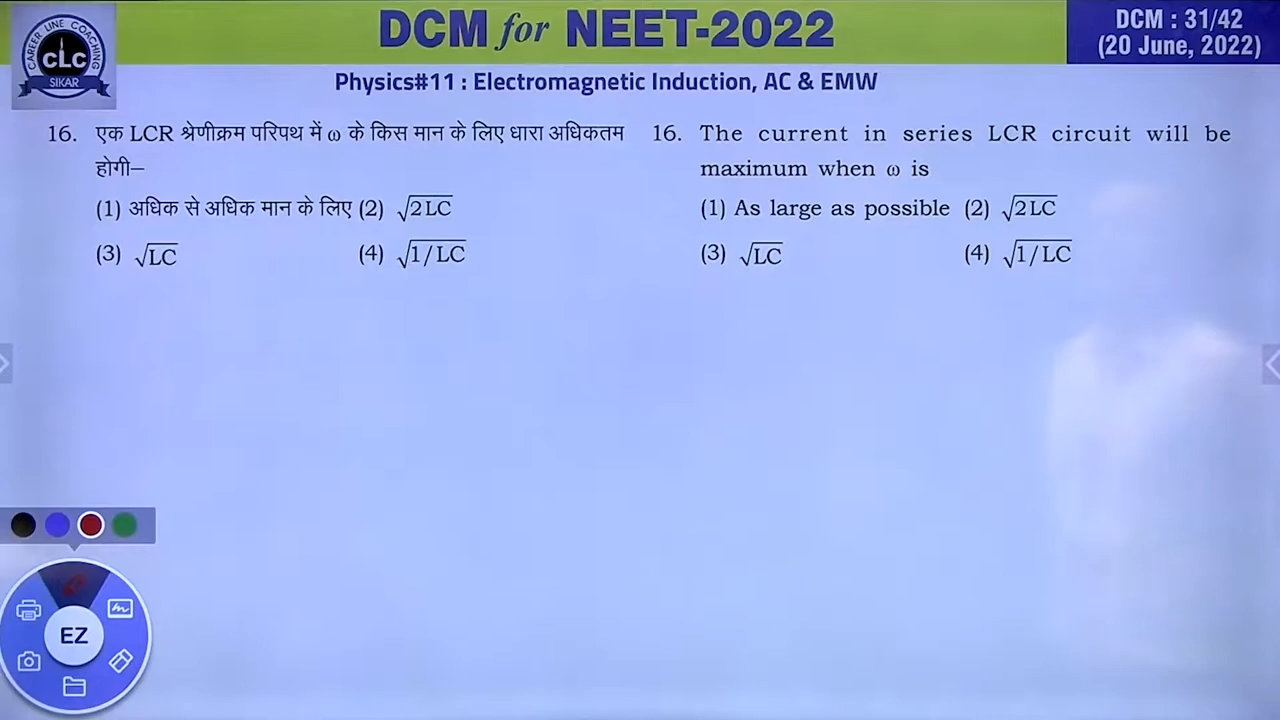 CAREER LINE COACHING
CLC
SIKAR
DCM for NEET-2022
DCM : 31/42
(20 June, 2022)
Physics#11 : Electromagnetic Induction, AC & EMW
16. एक LCR श्रेणीक्रम परिपथ में ω के किस मान के लिए धारा अधिकतम
होगी–
(1) अधिक से अधिक मान के लिए (2) √2LC
(3) √LC (4) √1/LC
16. The current in series LCR circuit will be
maximum when ω is
(1) As large as possible (2) √2LC
(3) √LC (4) √1/LC
EZ